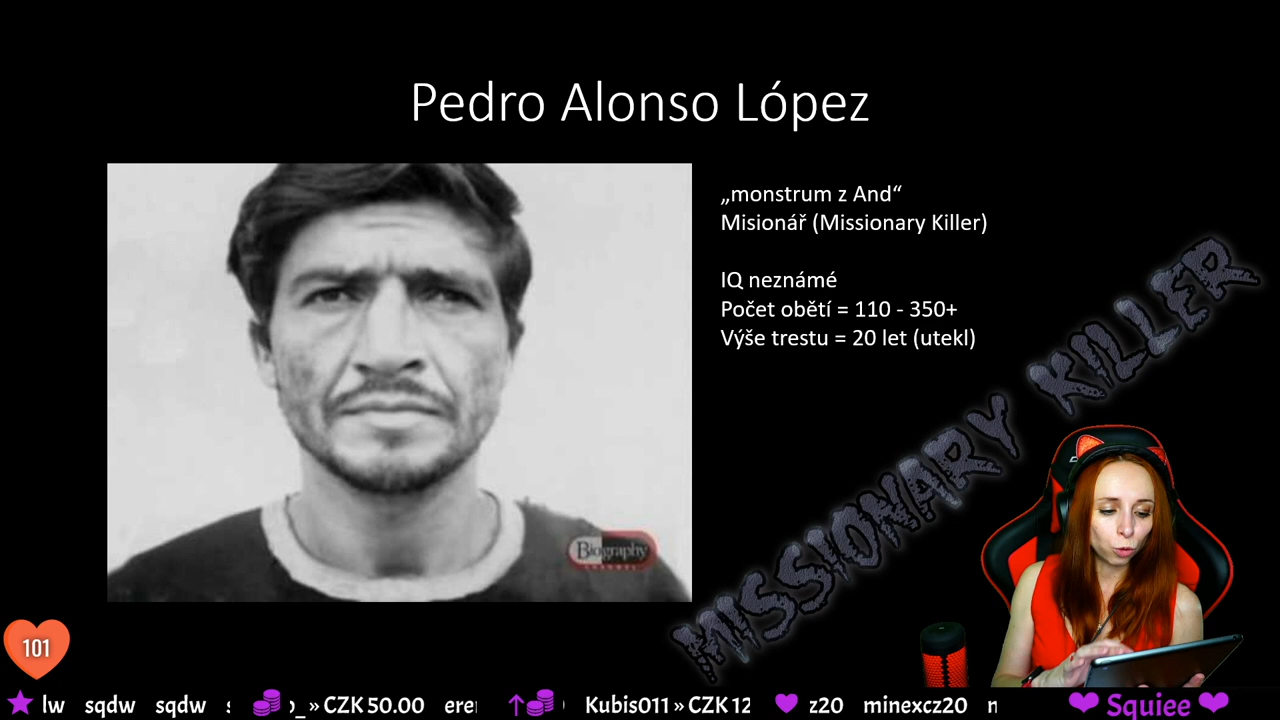 Pedro Alonso López
„monstrum z And“
Misionář (Missionary Killer)
IQ neznámé
Počet obětí = 110 - 350+
Výše trestu = 20 let (utekl)
MISSIONARY KILLER
Biography
101
lw sqdw sqdw
_ » CZK 50.00
Kubis011 » CZK 12
z20 minexcz20
Squiee